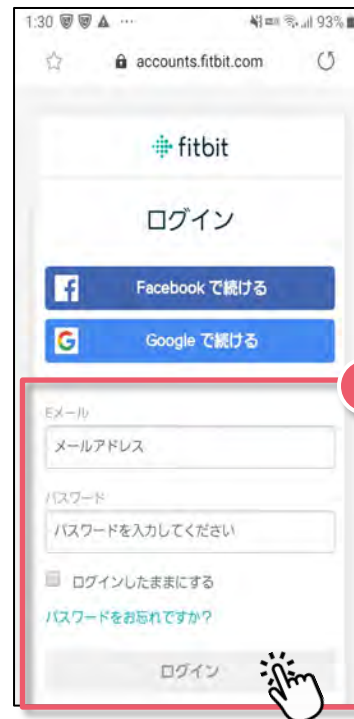 1:30 ... 93%
accounts.fitbit.com
fitbit
ログイン
Facebook で続ける
Google で続ける
Eメール
メールアドレス
パスワード
パスワードを入力してください
ログインしたままにする
パスワードをお忘れですか?
ログイン